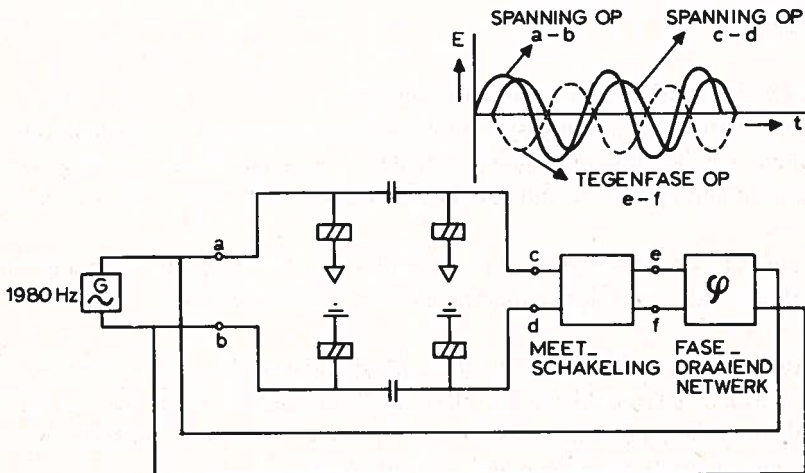 SPANNING OP
a-b
SPANNING OP
c-d
E
t
TEGENFASE OP
e-f
1980 Hz
G
a
b
c
d
e
f
φ
MEET_
SCHAKELING
FASE_
DRAAIEND
NETWERK